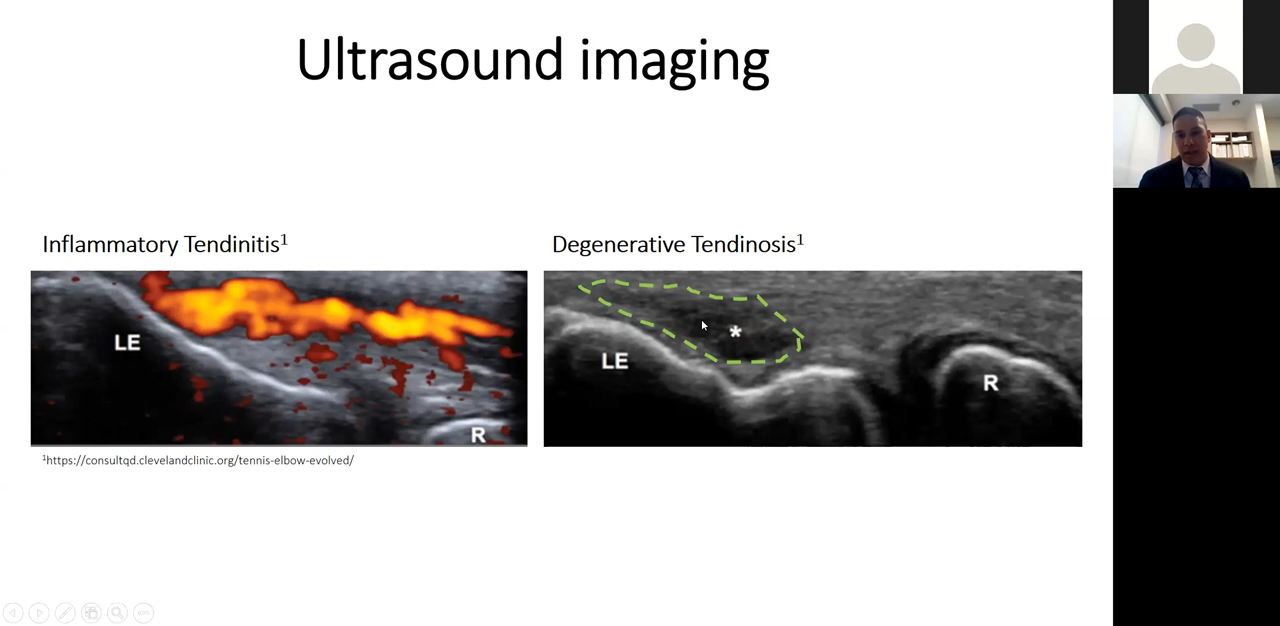 Ultrasound imaging
Inflammatory Tendinitis¹
Degenerative Tendinosis¹
LE
R
LE
*
R
¹https://consultqd.clevelandclinic.org/tennis-elbow-evolved/